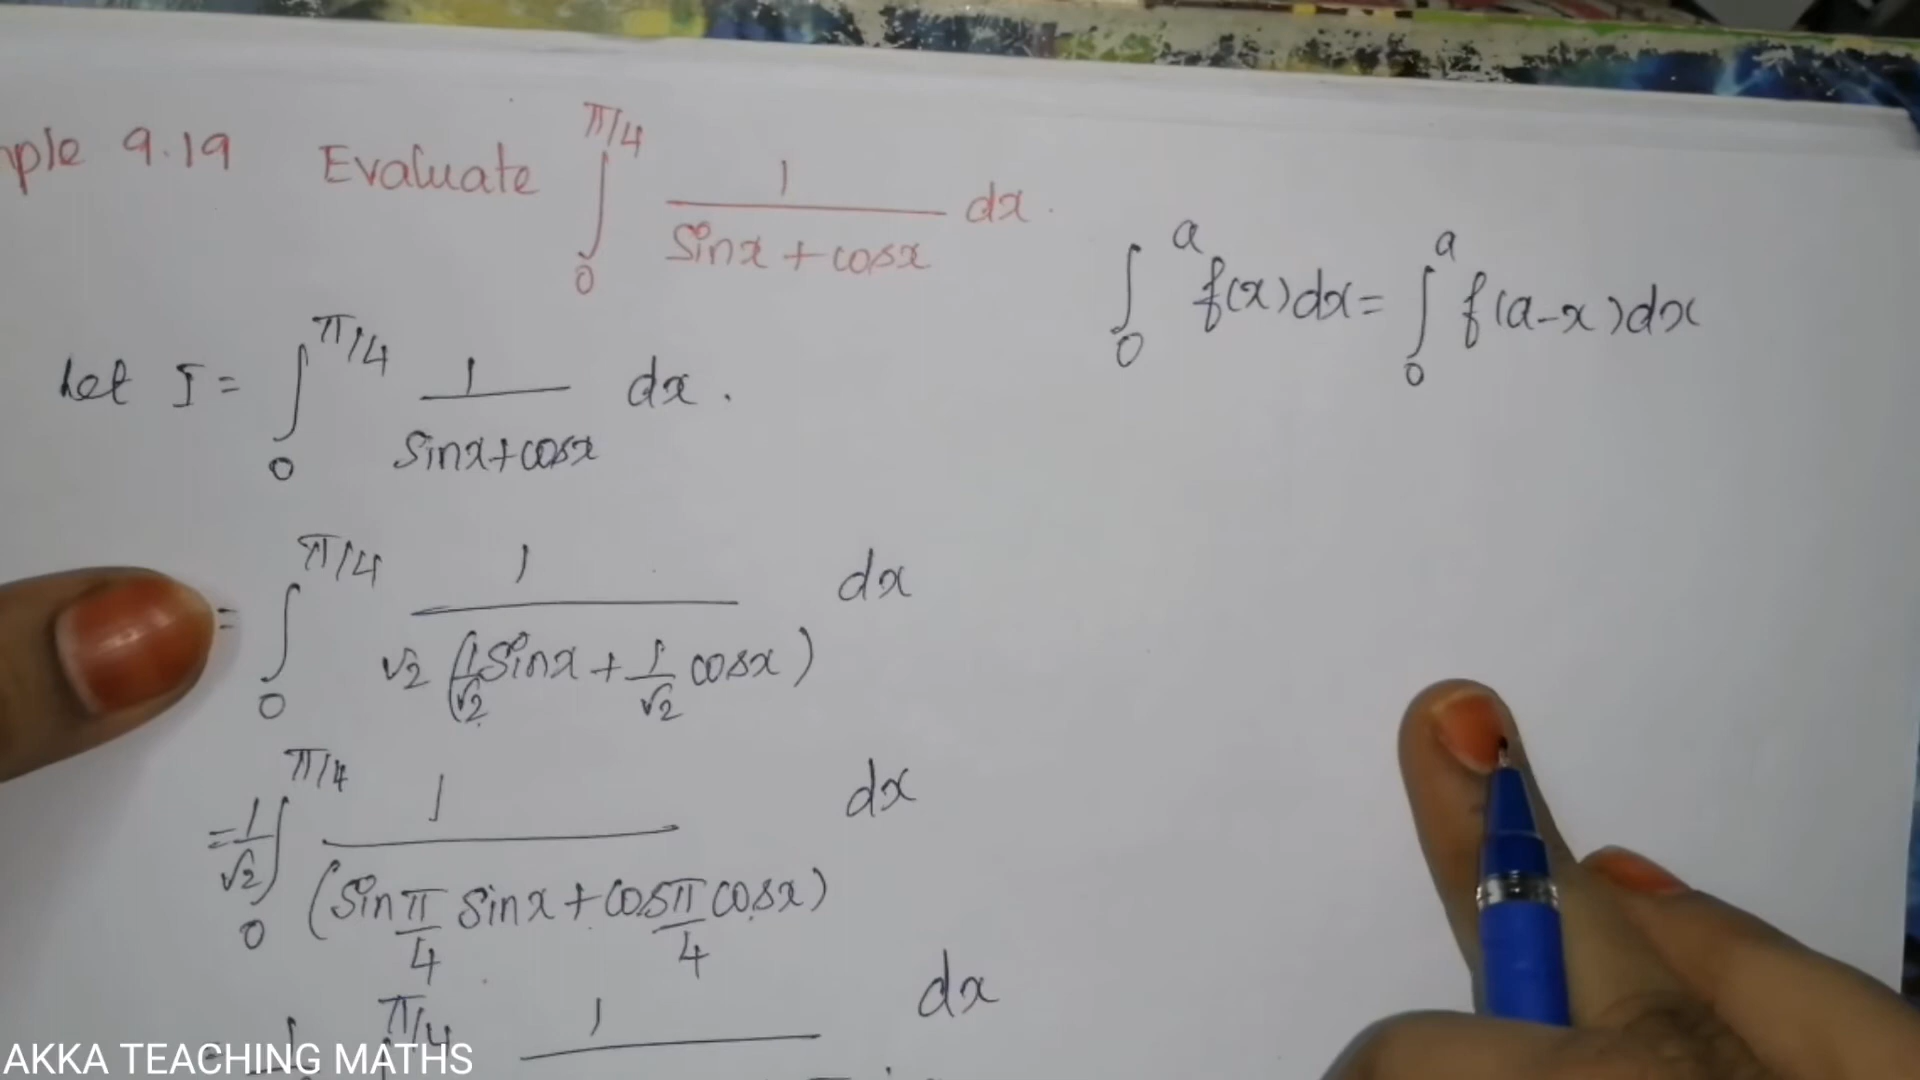 9.19 Evaluate ∫₀^π/4 1/(sinx + cosx) dx.
∫₀^a f(x)dx = ∫₀^a f(a-x)dx
Let I = ∫₀^π/4 1/(sinx+cosx) dx.
= ∫₀^π/4 1/(√2 (1/√2 sinx + 1/√2 cosx)) dx
= 1/√2 ∫₀^π/4 1/(sin π/4 sinx + cos π/4 cosx) dx
π/4 1 dx
AKKA TEACHING MATHS